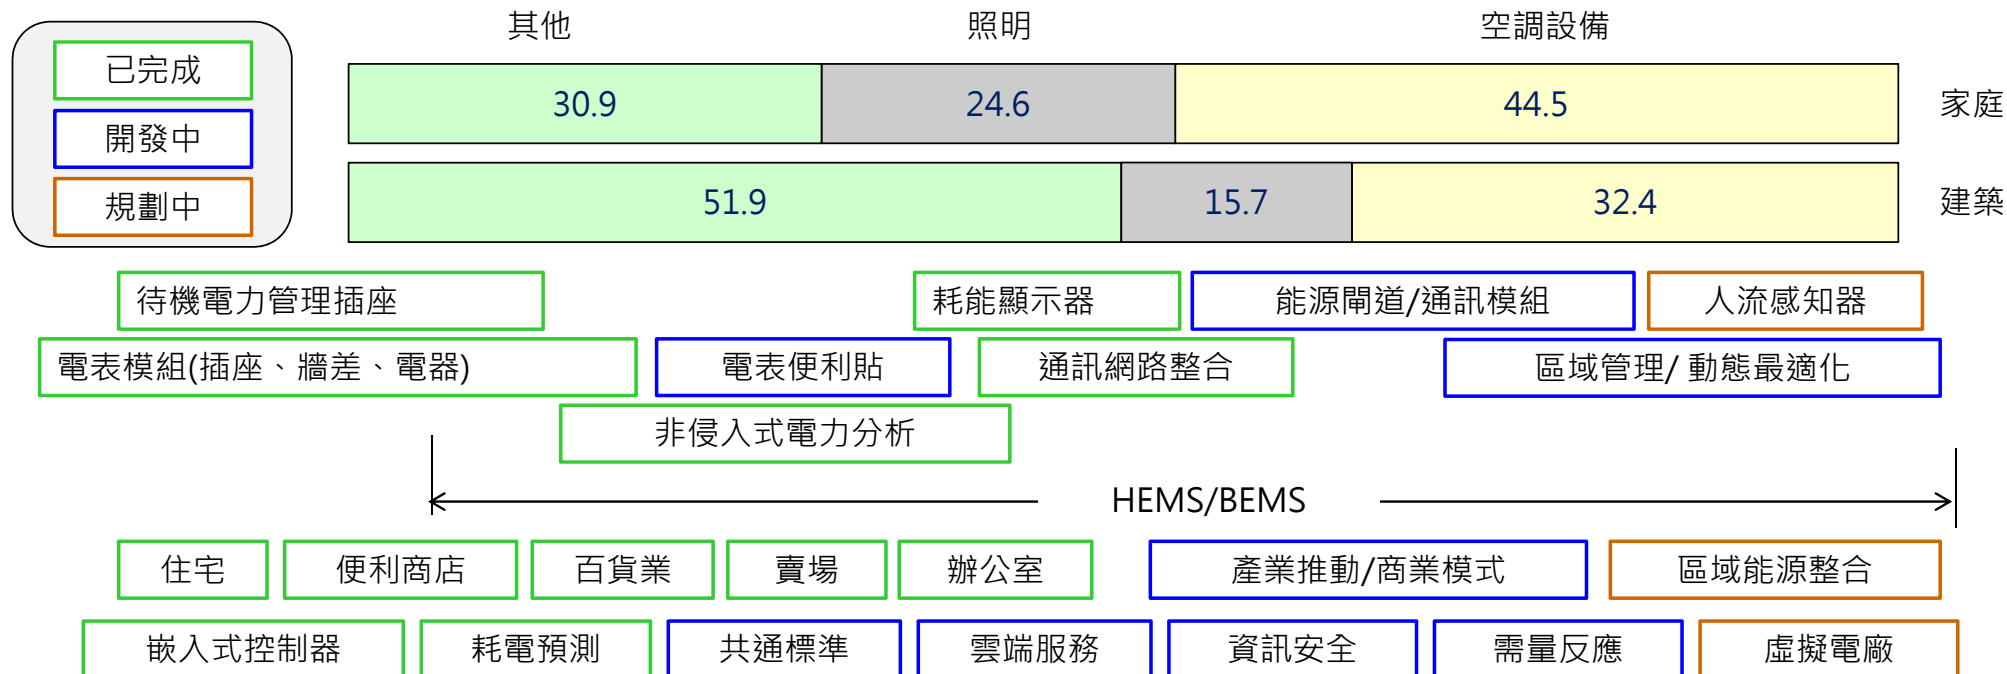 其他 照明 空調設備
已完成
開發中
規劃中
30.9 24.6 44.5 家庭
51.9 15.7 32.4 建築
待機電力管理插座 耗能顯示器 能源閘道/通訊模組 人流感知器
電表模組(插座、牆差、電器) 電表便利貼 通訊網路整合 區域管理/ 動態最適化
非侵入式電力分析
HEMS/BEMS
住宅 便利商店 百貨業 賣場 辦公室 產業推動/商業模式 區域能源整合
嵌入式控制器 耗電預測 共通標準 雲端服務 資訊安全 需量反應 虛擬電廠